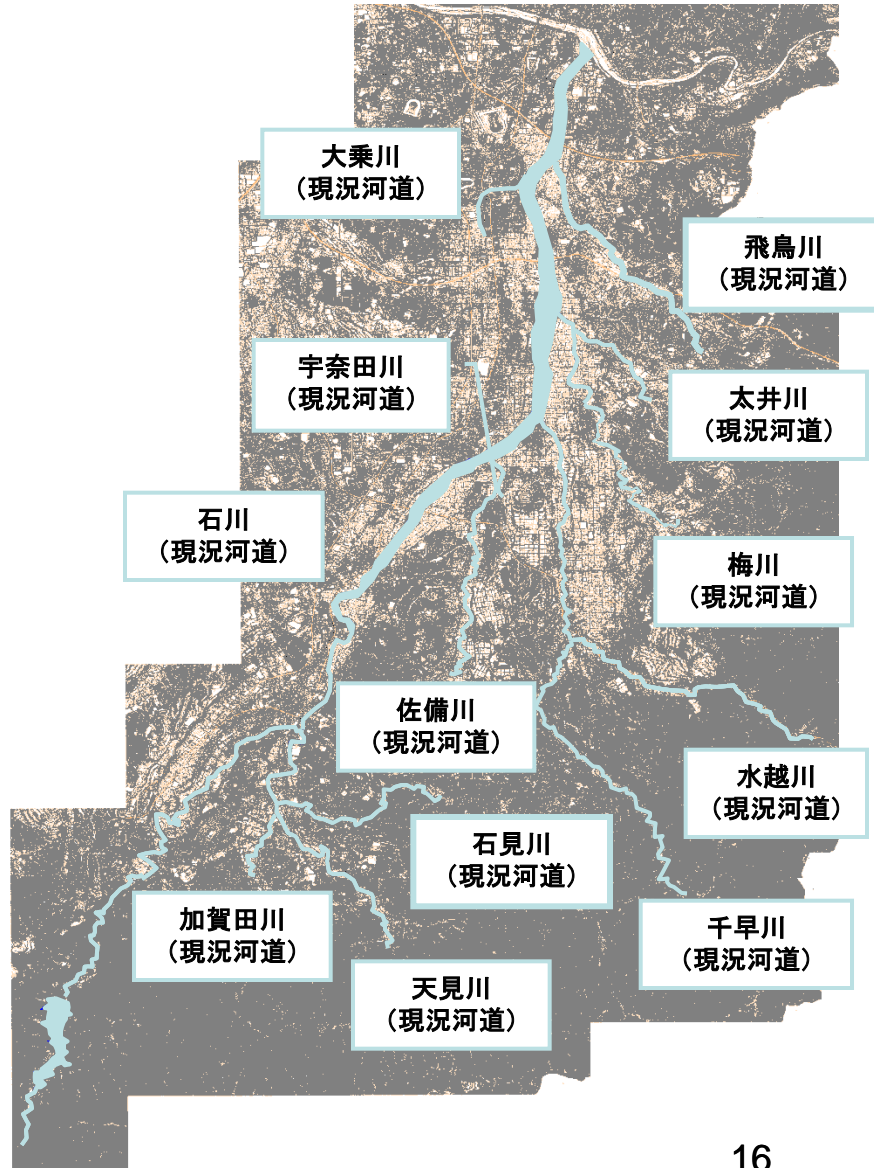 大乗川
（現況河道）
飛鳥川
（現況河道）
宇奈田川
（現況河道）
太井川
（現況河道）
石川
（現況河道）
梅川
（現況河道）
佐備川
（現況河道）
水越川
（現況河道）
石見川
（現況河道）
加賀田川
（現況河道）
千早川
（現況河道）
天見川
（現況河道）
16